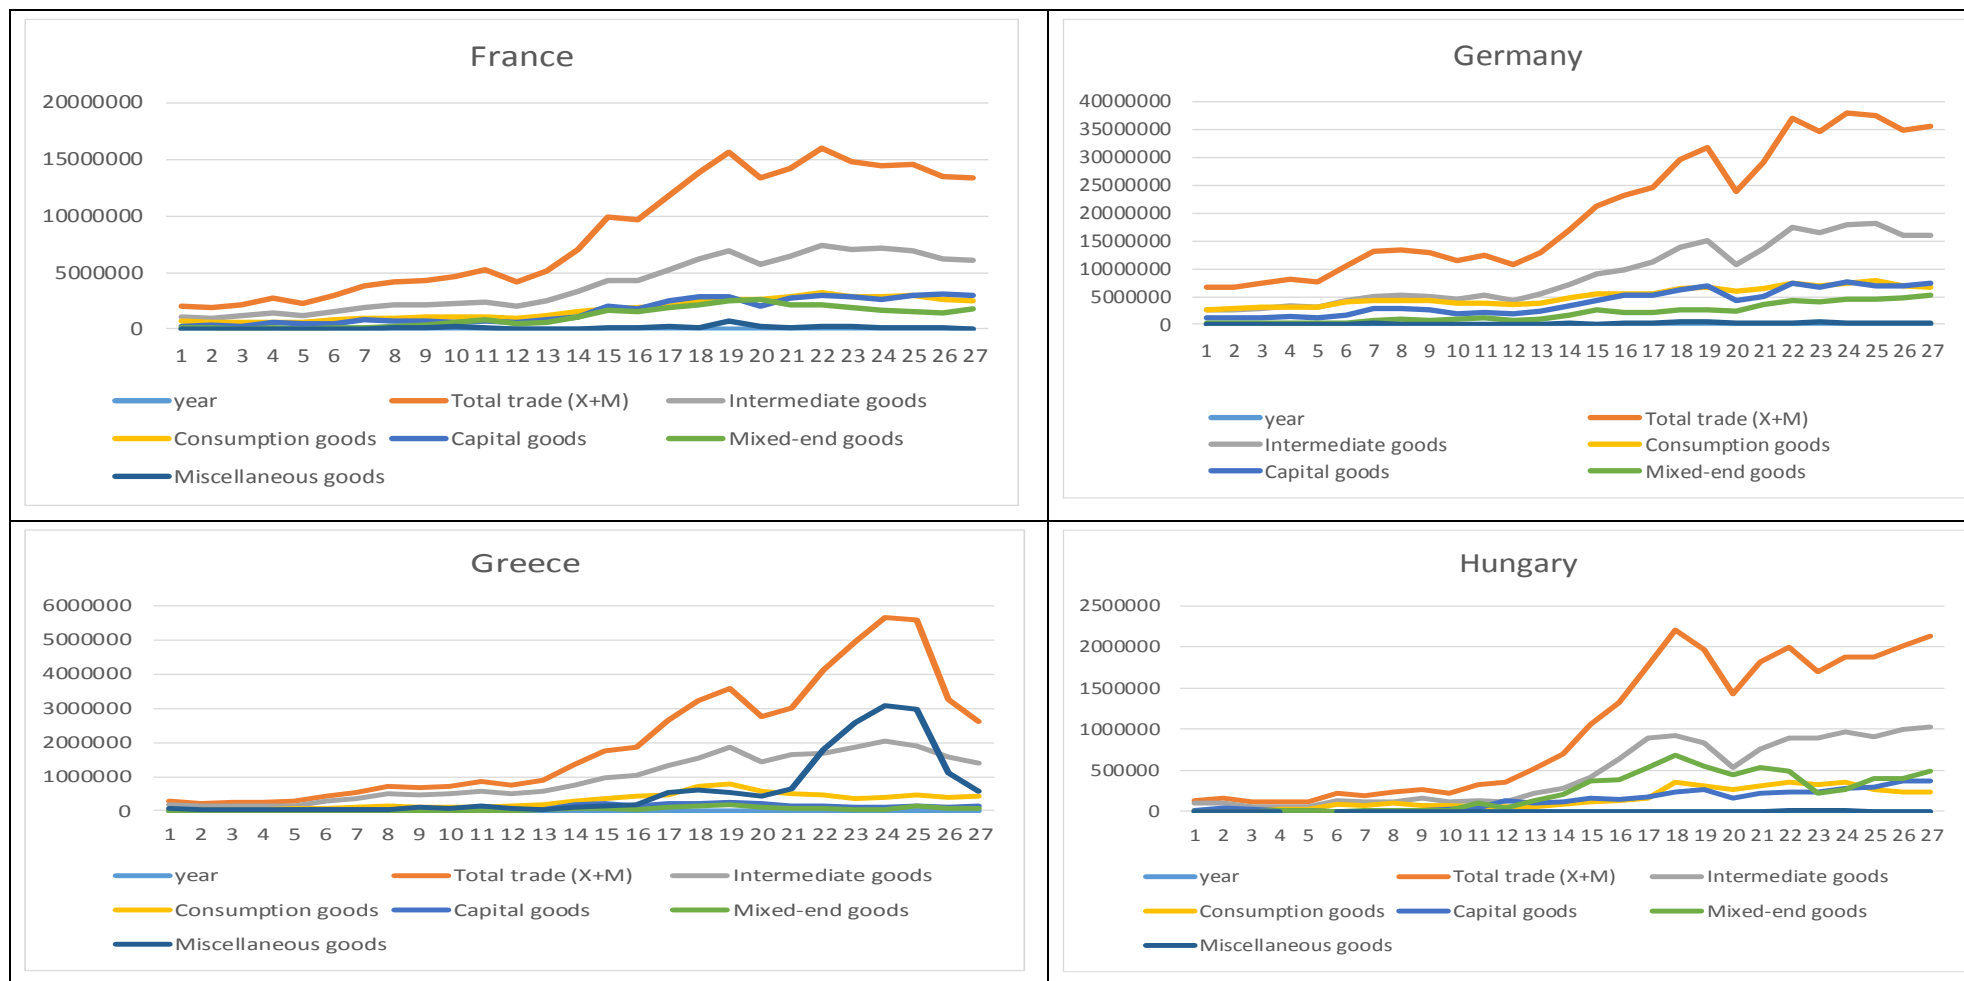 France
20000000
15000000
10000000
5000000
0
1 2 3 4 5 6 7 8 9 10 11 12 13 14 15 16 17 18 19 20 21 22 23 24 25 26 27
year Total trade (X+M) Intermediate goods
Consumption goods Capital goods Mixed-end goods
Miscellaneous goods
Germany
40000000
35000000
30000000
25000000
20000000
15000000
10000000
5000000
0
1 2 3 4 5 6 7 8 9 10 11 12 13 14 15 16 17 18 19 20 21 22 23 24 25 26 27
year Total trade (X+M)
Intermediate goods Consumption goods
Capital goods Mixed-end goods
Greece
6000000
5000000
4000000
3000000
2000000
1000000
0
1 2 3 4 5 6 7 8 9 10 11 12 13 14 15 16 17 18 19 20 21 22 23 24 25 26 27
year Total trade (X+M) Intermediate goods
Consumption goods Capital goods Mixed-end goods
Miscellaneous goods
Hungary
2500000
2000000
1500000
1000000
500000
0
1 2 3 4 5 6 7 8 9 10 11 12 13 14 15 16 17 18 19 20 21 22 23 24 25 26 27
year Total trade (X+M) Intermediate goods
Consumption goods Capital goods Mixed-end goods
Miscellaneous goods